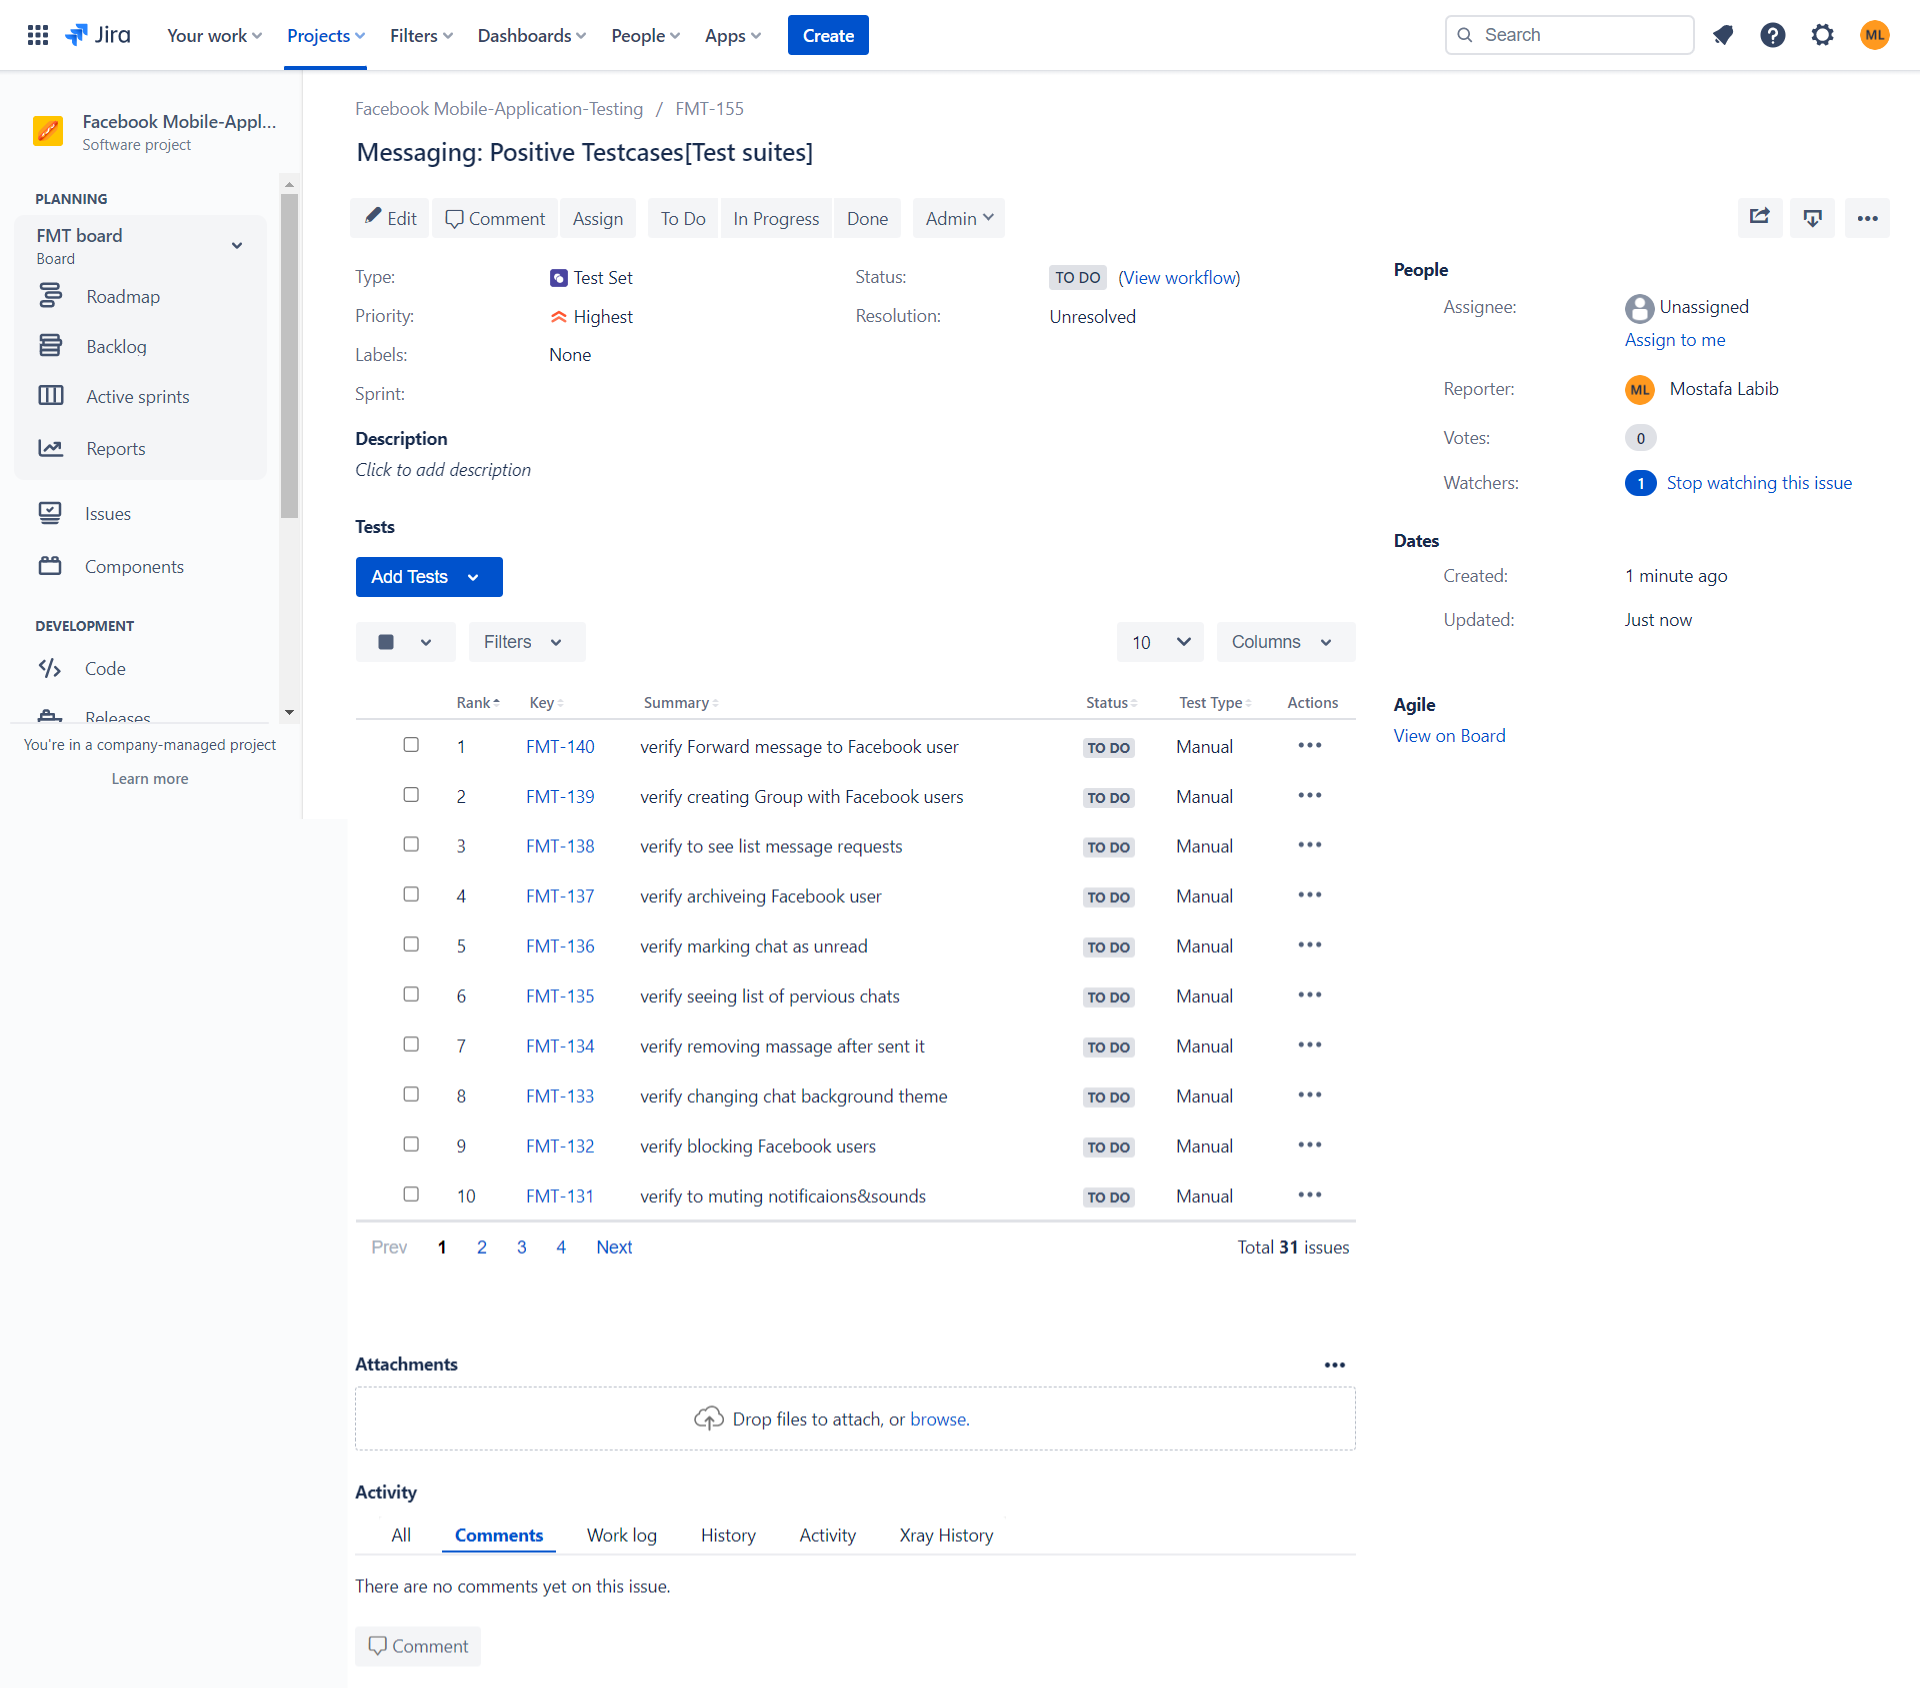 Jira
Your work
Projects
Filters
Dashboards
People
Apps
Create
Search
ML
Facebook Mobile-Appl...
Software project
PLANNING
FMT board
Board
Roadmap
Backlog
Active sprints
Reports
Issues
Components
DEVELOPMENT
Code
Releases
You're in a company-managed project
Learn more
Facebook Mobile-Application-Testing / FMT-155
Messaging: Positive Testcases[Test suites]
Edit Comment Assign To Do In Progress Done Admin
Type: Test Set
Priority: Highest
Labels: None
Sprint:
Status: TO DO (View workflow)
Resolution: Unresolved
Description
Click to add description
Tests
Add Tests
Filters
10
Columns
Rank Key Summary Status Test Type Actions
1 FMT-140 verify Forward message to Facebook user TO DO Manual
2 FMT-139 verify creating Group with Facebook users TO DO Manual
3 FMT-138 verify to see list message requests TO DO Manual
4 FMT-137 verify archiveing Facebook user TO DO Manual
5 FMT-136 verify marking chat as unread TO DO Manual
6 FMT-135 verify seeing list of pervious chats TO DO Manual
7 FMT-134 verify removing massage after sent it TO DO Manual
8 FMT-133 verify changing chat background theme TO DO Manual
9 FMT-132 verify blocking Facebook users TO DO Manual
10 FMT-131 verify to muting notificaions&sounds TO DO Manual
Prev 1 2 3 4 Next
Total 31 issues
Attachments
Drop files to attach, or browse.
Activity
All Comments Work log History Activity Xray History
There are no comments yet on this issue.
Comment
People
Assignee: Unassigned
Assign to me
Reporter: ML Mostafa Labib
Votes: 0
Watchers: 1 Stop watching this issue
Dates
Created: 1 minute ago
Updated: Just now
Agile
View on Board